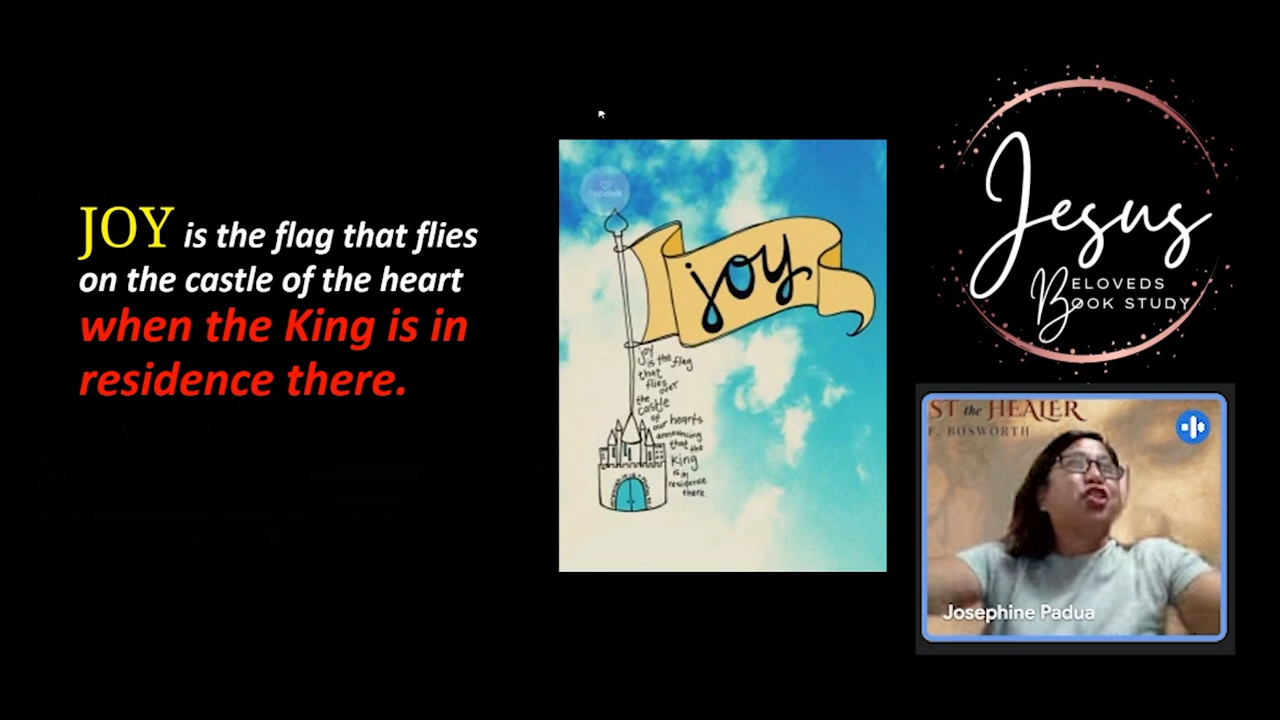 JOY is the flag that flies
on the castle of the heart
when the King is in
residence there.
joy
joy
is the flag
that
flies
over
the
castle
of
our hearts
announcing
that the
king
is in
residence
there.
Jesus
BELOVEDS
BOOK STUDY
ST the HEALER
F. BOSWORTH
Josephine Padua